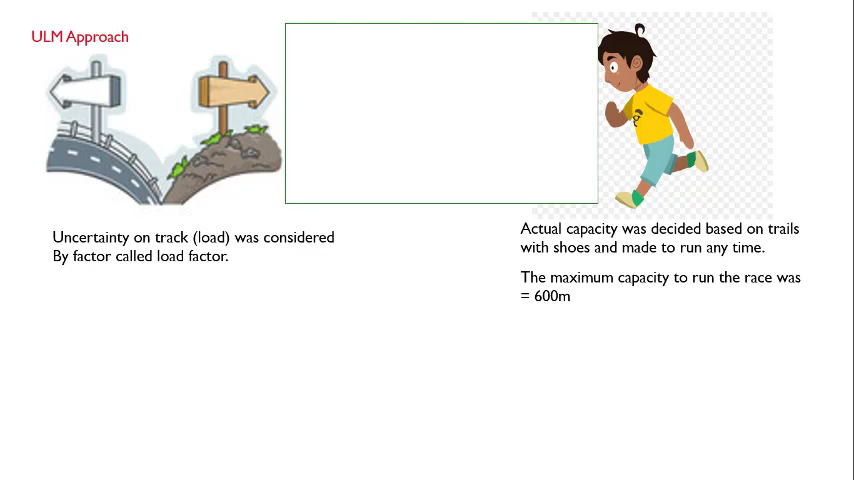 ULM Approach
Uncertainty on track (load) was considered
By factor called load factor.
Actual capacity was decided based on trails
with shoes and made to run any time.
The maximum capacity to run the race was
= 600m